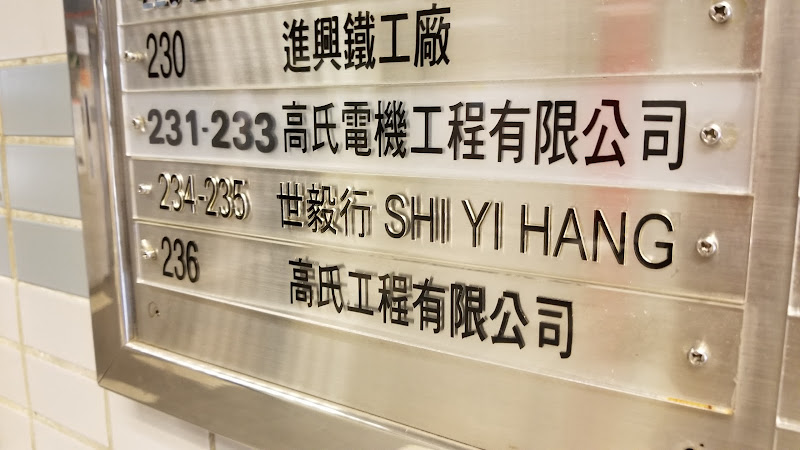 230 進興鐵工廠
231-233 高氏電機工程有限公司
234-235 世毅行 SHII YI HANG
236 高氏工程有限公司